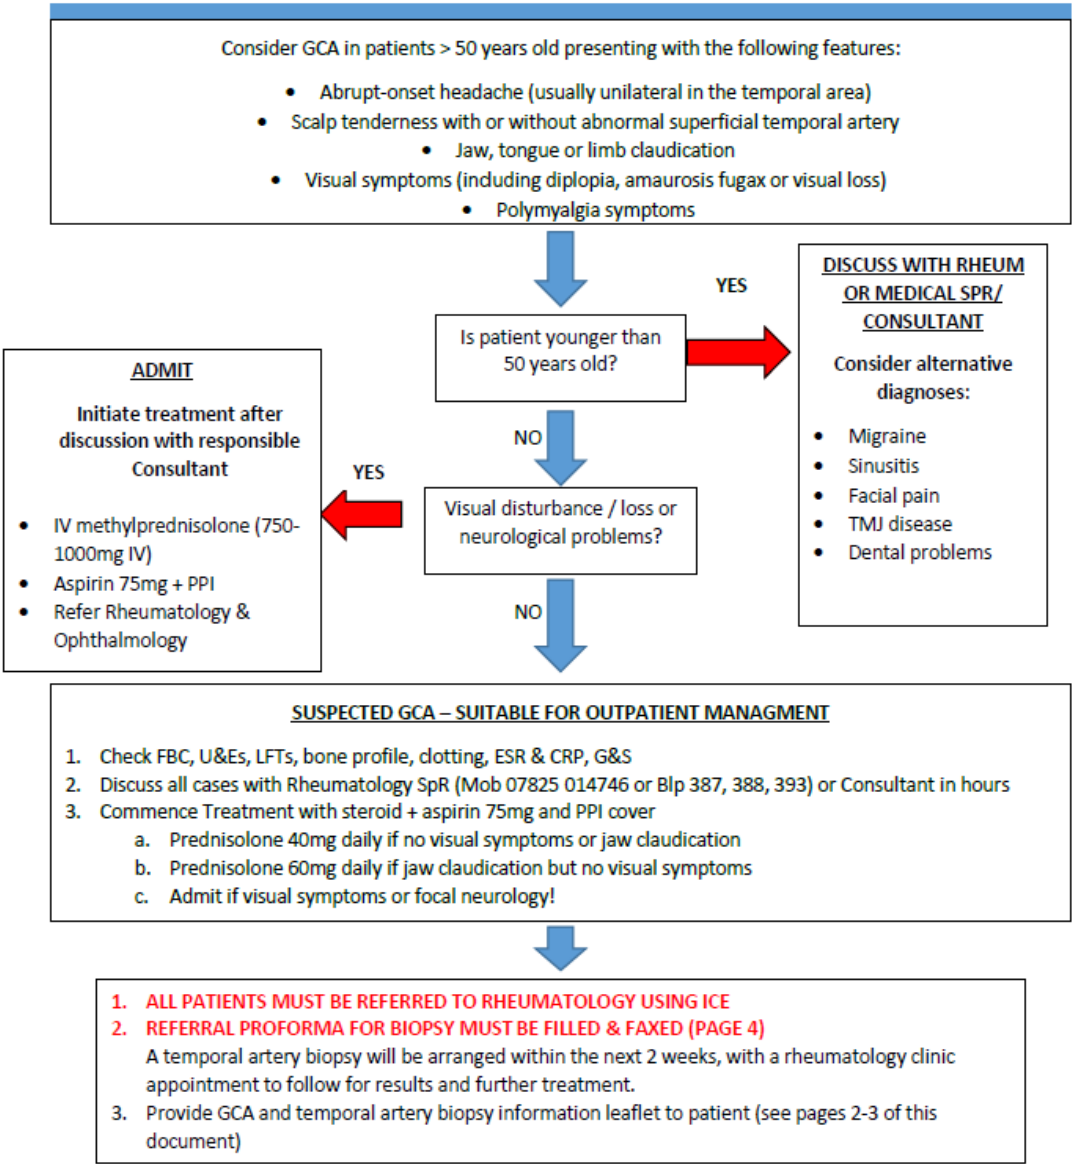 Consider GCA in patients > 50 years old presenting with the following features:
• Abrupt-onset headache (usually unilateral in the temporal area)
• Scalp tenderness with or without abnormal superficial temporal artery
• Jaw, tongue or limb claudication
• Visual symptoms (including diplopia, amaurosis fugax or visual loss)
• Polymyalgia symptoms
Is patient younger than
50 years old?
YES
DISCUSS WITH RHEUM
OR MEDICAL SPR/
CONSULTANT
Consider alternative
diagnoses:
• Migraine
• Sinusitis
• Facial pain
• TMJ disease
• Dental problems
NO
Visual disturbance / loss or
neurological problems?
YES
ADMIT
Initiate treatment after
discussion with responsible
Consultant
• IV methylprednisolone (750-
1000mg IV)
• Aspirin 75mg + PPI
• Refer Rheumatology &
Ophthalmology
NO
SUSPECTED GCA – SUITABLE FOR OUTPATIENT MANAGMENT
1. Check FBC, U&Es, LFTs, bone profile, clotting, ESR & CRP, G&S
2. Discuss all cases with Rheumatology SpR (Mob 07825 014746 or Blp 387, 388, 393) or Consultant in hours
3. Commence Treatment with steroid + aspirin 75mg and PPI cover
a. Prednisolone 40mg daily if no visual symptoms or jaw claudication
b. Prednisolone 60mg daily if jaw claudication but no visual symptoms
c. Admit if visual symptoms or focal neurology!
1. ALL PATIENTS MUST BE REFERRED TO RHEUMATOLOGY USING ICE
2. REFERRAL PROFORMA FOR BIOPSY MUST BE FILLED & FAXED (PAGE 4)
A temporal artery biopsy will be arranged within the next 2 weeks, with a rheumatology clinic
appointment to follow for results and further treatment.
3. Provide GCA and temporal artery biopsy information leaflet to patient (see pages 2-3 of this
document)